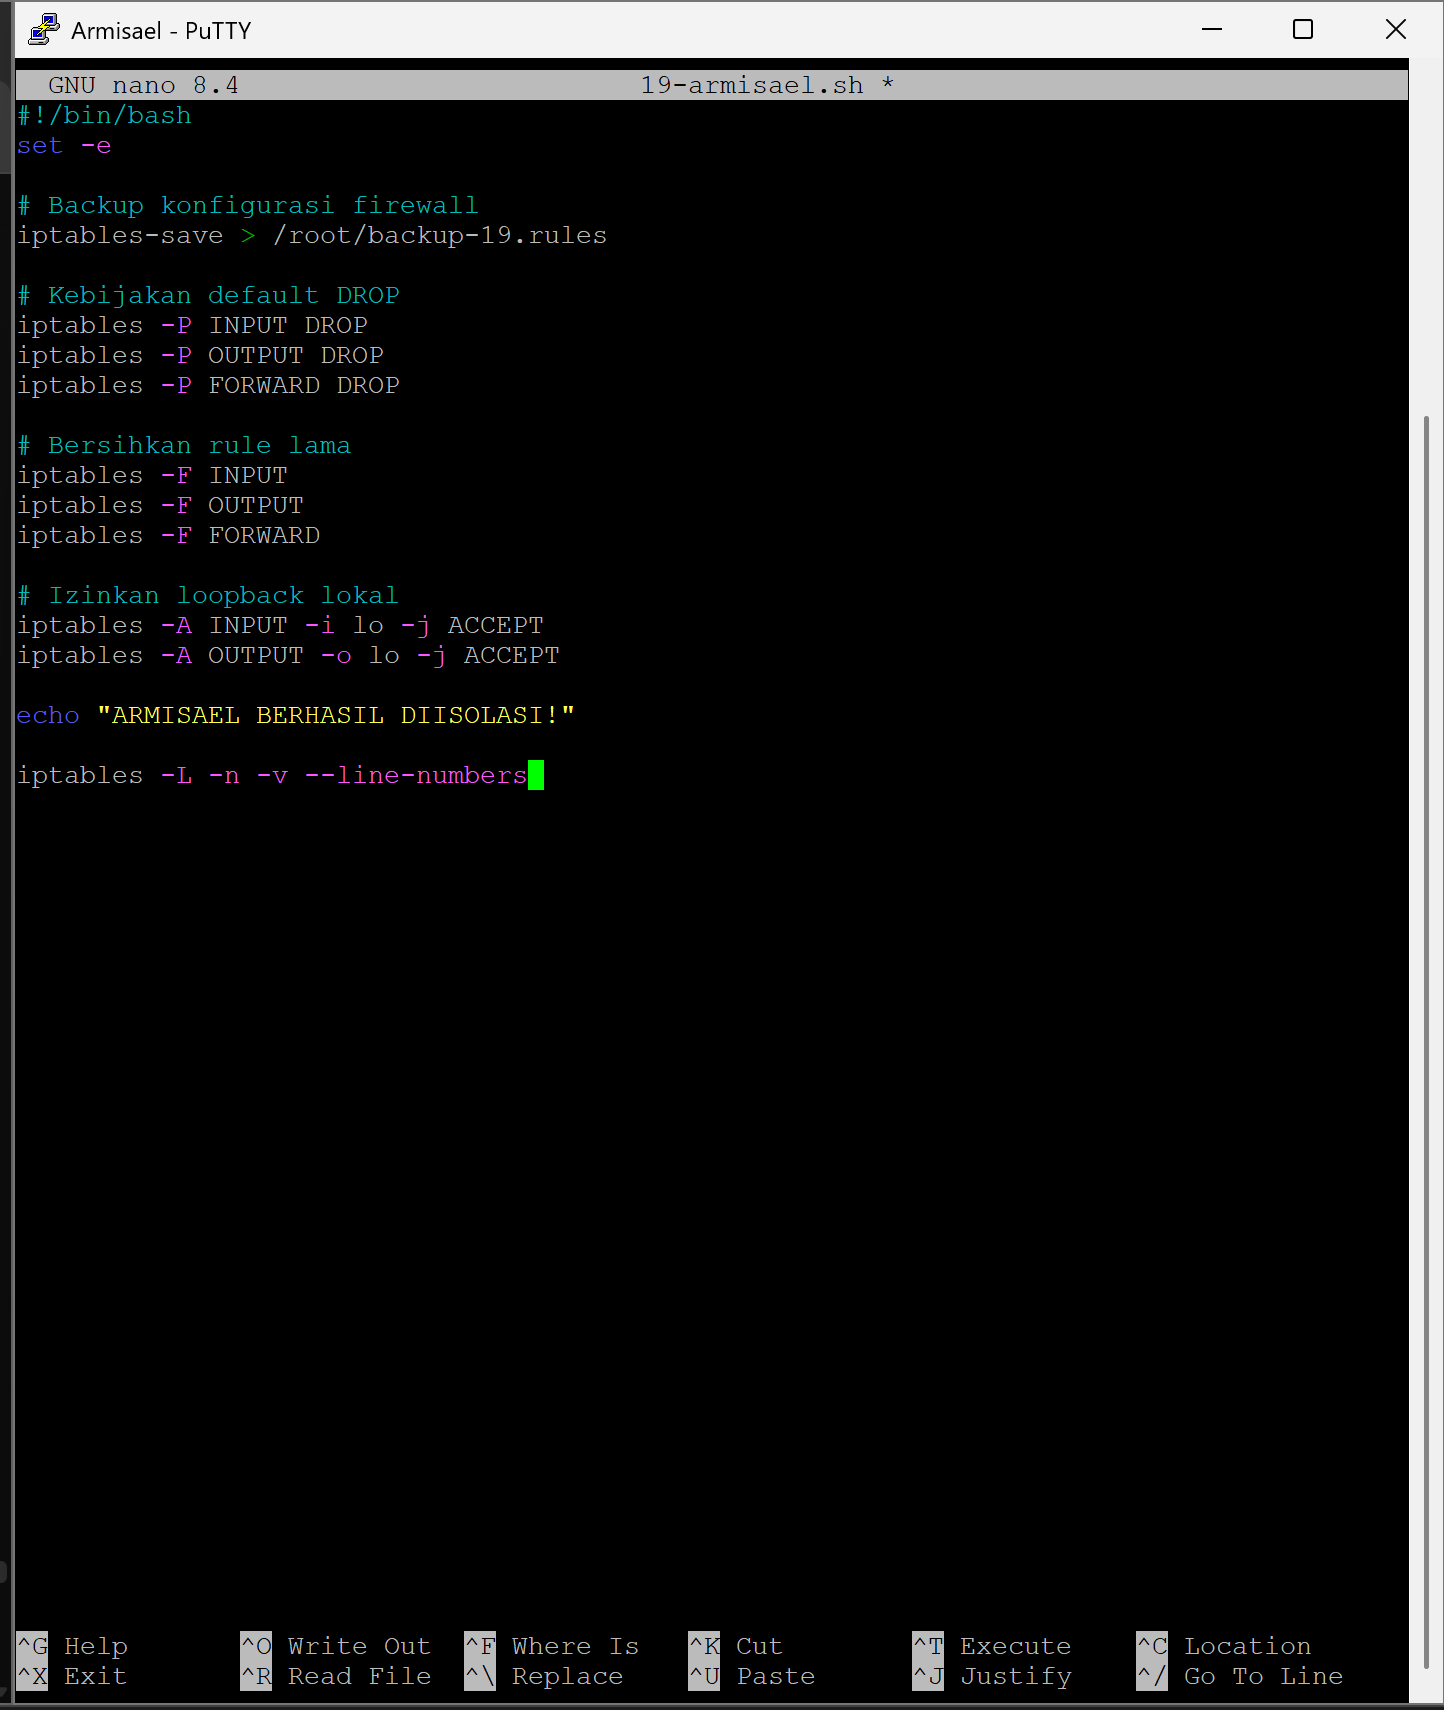 Armisael - PuTTY
GNU nano 8.4 19-armisael.sh *
#!/bin/bash
set -e
# Backup konfigurasi firewall
iptables-save > /root/backup-19.rules
# Kebijakan default DROP
iptables -P INPUT DROP
iptables -P OUTPUT DROP
iptables -P FORWARD DROP
# Bersihkan rule lama
iptables -F INPUT
iptables -F OUTPUT
iptables -F FORWARD
# Izinkan loopback lokal
iptables -A INPUT -i lo -j ACCEPT
iptables -A OUTPUT -o lo -j ACCEPT
echo "ARMISAEL BERHASIL DIISOLASI!"
iptables -L -n -v --line-numbers
^G Help ^O Write Out ^F Where Is ^K Cut ^T Execute ^C Location
^X Exit ^R Read File ^\ Replace ^U Paste ^J Justify ^/ Go To Line